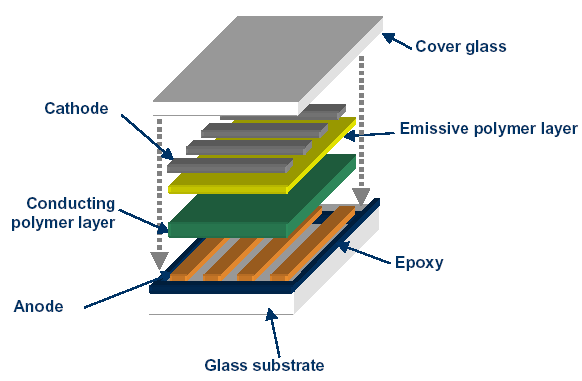 Cover glass
Cathode
Emissive polymer layer
Conducting
polymer layer
Epoxy
Anode
Glass substrate